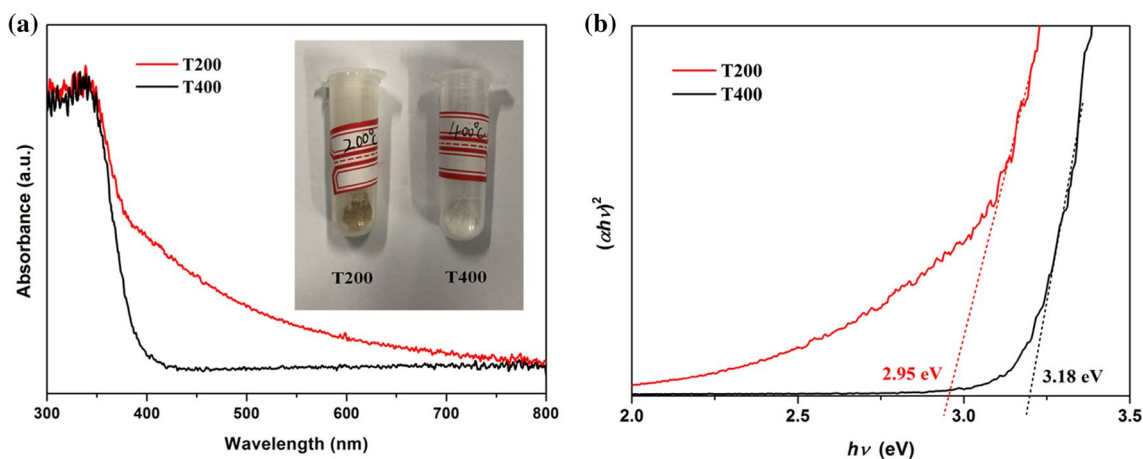 (a)
T200
T400
200°C
400°C
T200
T400
Absorbance (a.u.)
300 400 500 600 700 800
Wavelength (nm)
(b)
T200
T400
(αhν)²
2.95 eV
3.18 eV
2.0 2.5 3.0 3.5
hν (eV)